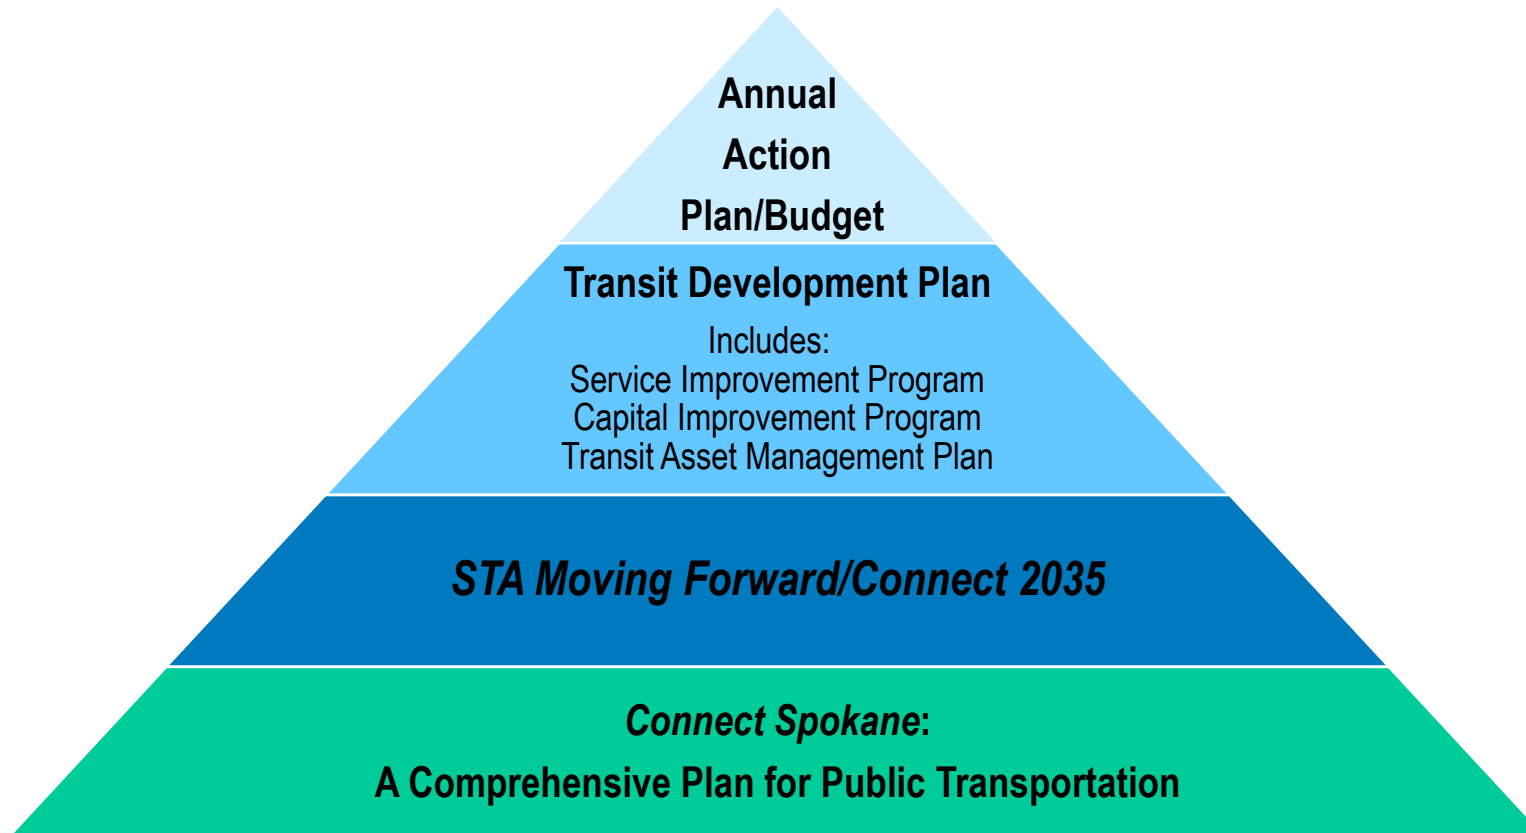 Annual
Action
Plan/Budget
Transit Development Plan
Includes:
Service Improvement Program
Capital Improvement Program
Transit Asset Management Plan
STA Moving Forward/Connect 2035
Connect Spokane:
A Comprehensive Plan for Public Transportation